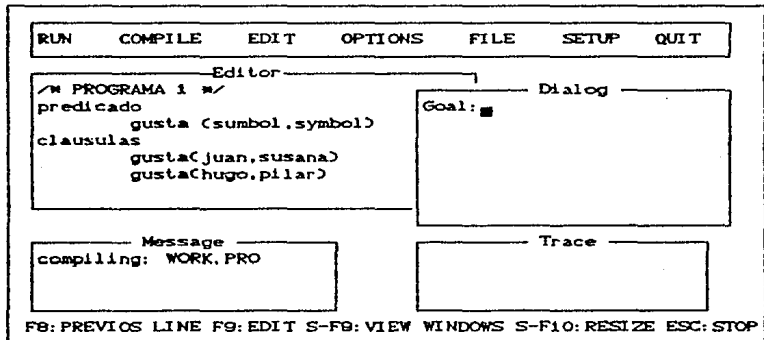 RUN COMPILE EDIT OPTIONS FILE SETUP QUIT
Editor
/* PROGRAMA 1 */
predicado
gusta (sumbol,symbol)
clausulas
gusta(juan,susana)
gusta(hugo,pilar)
Dialog
Goal:
Message
compiling: WORK.PRO
Trace
F8: PREVIOS LINE F9: EDIT S-F9: VIEW WINDOWS S-F10: RESIZE ESC: STOP